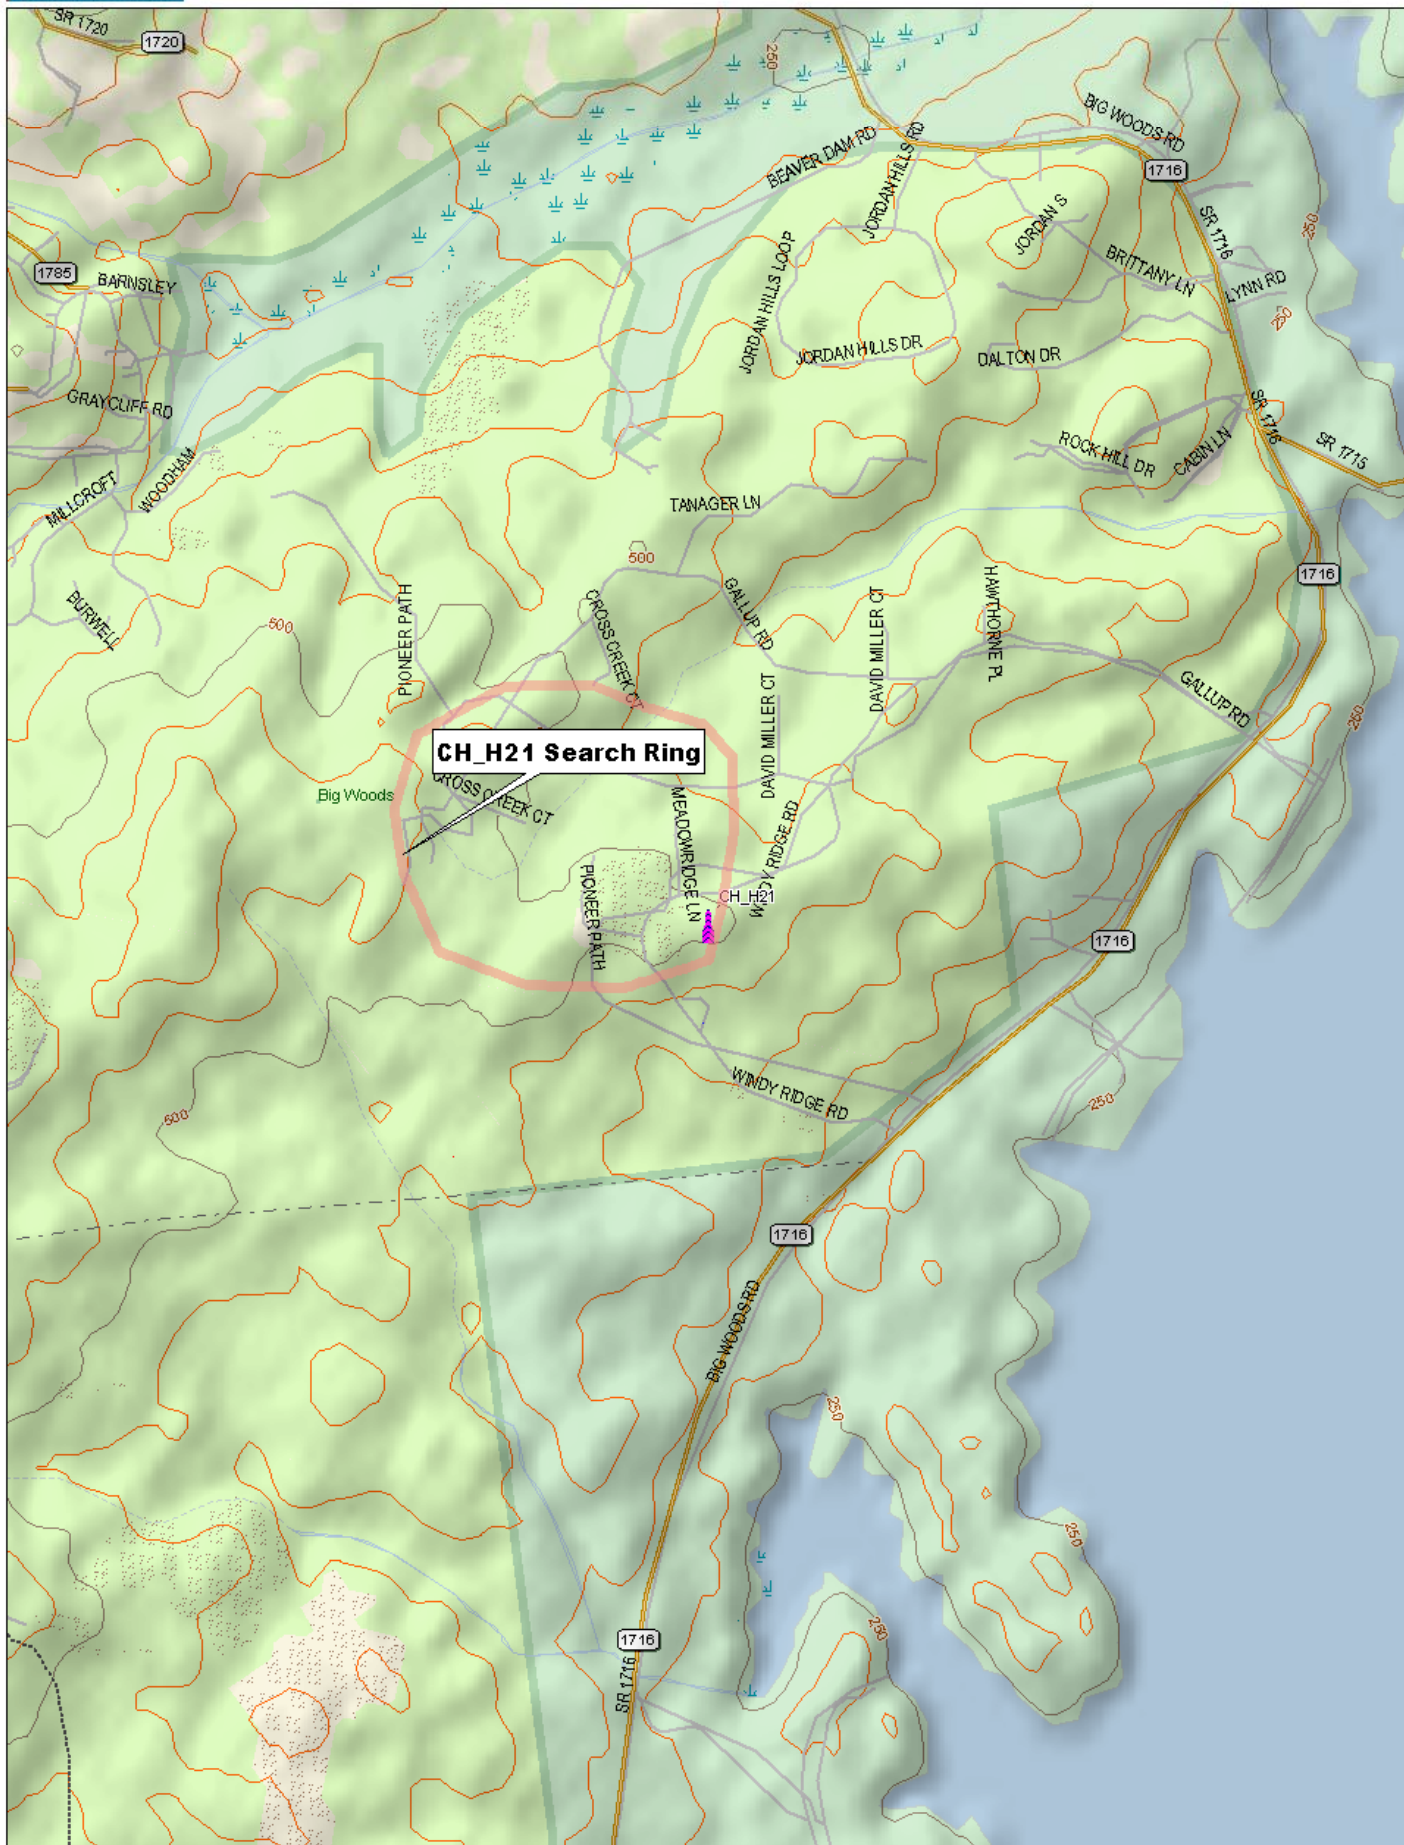 SR 1720
1720
250
BIG WOODS RD
BEAVER DAM RD
JORDAN HILLS RD
1716
SR 1716
JORDAN S
250
BRITTANY LN
LYNN RD
1785
BARNSLEY
JORDAN HILLS LOOP
250
JORDAN HILLS DR
DALTON DR
GRAYCLIFF RD
SR 1716
SR 1715
ROCK HILL DR
CABIN LN
WOODHAM
MILLCROFT
TANAGER LN
500
1716
PIONEER PATH
CROSS CREEK CT
GALLUP RD
DAVID MILLER CT
HAWTHORNE PL
BURWELL
500
GALLUP RD
250
DAVID MILLER CT
CH_H21 Search Ring
Big Woods
CROSS CREEK CT
MEADOWRIDGE LN
WINDY RIDGE RD
PIONEER PATH
CH_H21
1716
WINDY RIDGE RD
250
500
1716
BIG WOODS RD
250
250
250
1716
SR 1716